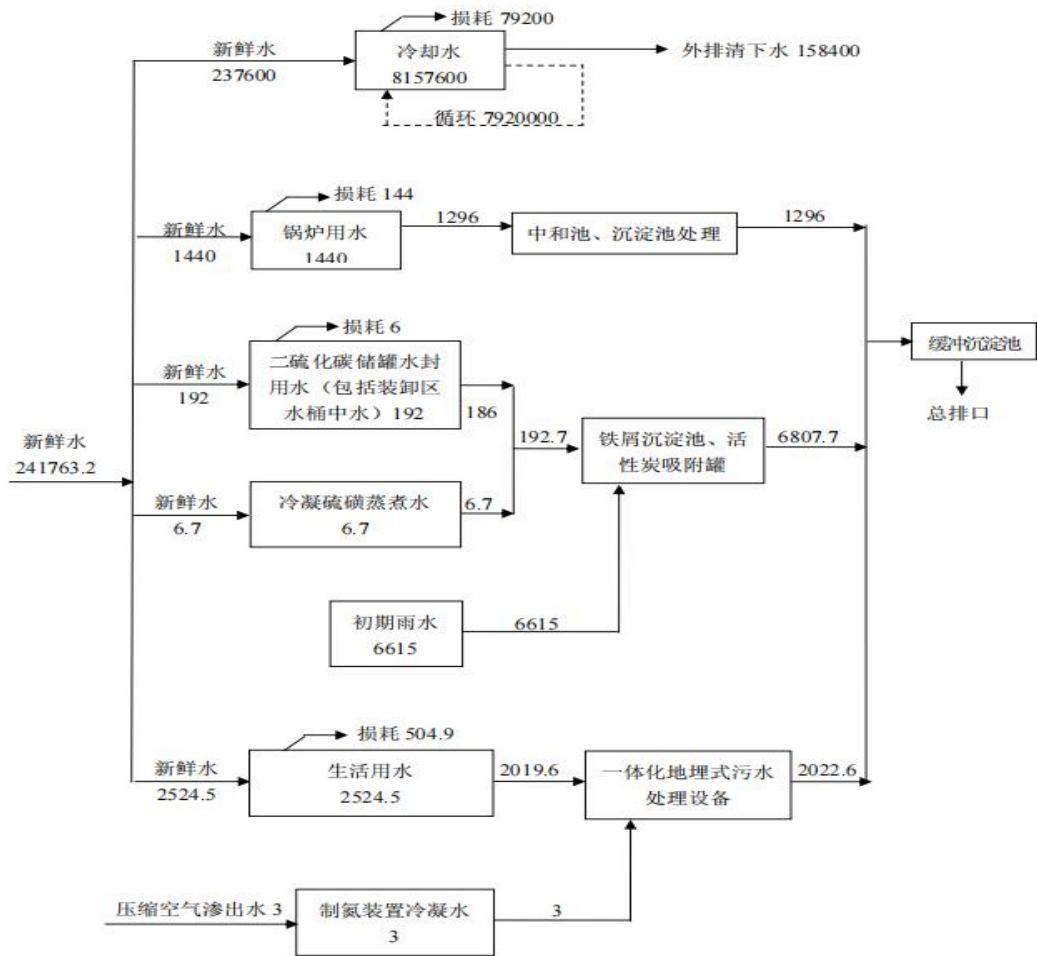 损耗 79200
新鲜水
237600
冷却水
8157600
外排清下水 158400
循环 7920000
损耗 144
新鲜水
1440
锅炉用水
1440
1296
中和池、沉淀池处理
1296
损耗 6
新鲜水
192
二硫化碳储罐水封
用水（包括装卸区
水桶中水）192
186
缓冲沉淀池
总排口
新鲜水
241763.2
192.7
铁屑沉淀池、活
性炭吸附罐
6807.7
新鲜水
6.7
冷凝硫磺蒸煮水
6.7
6.7
初期雨水
6615
6615
损耗 504.9
新鲜水
2524.5
生活用水
2524.5
2019.6
一体化地埋式污水
处理设备
2022.6
压缩空气渗出水 3
制氮装置冷凝水
3
3